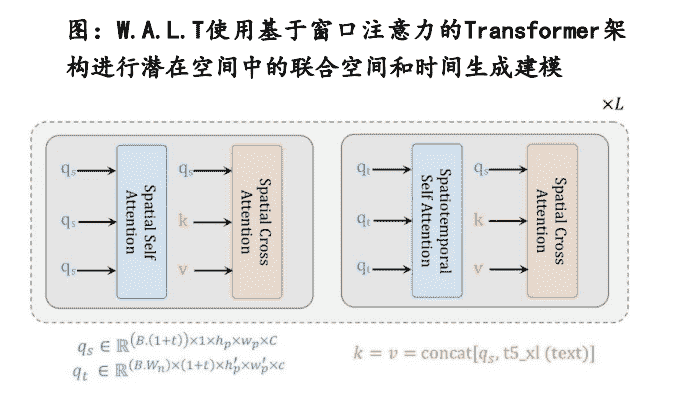 图：W.A.L.T使用基于窗口注意力的Transformer架
构进行潜在空间中的联合空间和时间生成建模
×L
qs
qs
qs
Spatial Self
Attention
qs
k
v
Spatial Cross
Attention
qt
qt
qt
Spatiotemporal
Self Attention
qs
k
v
Spatial Cross
Attention
qs ∈ ℝ(B.(1+t))×1×hp×wp×C
qt ∈ ℝ(B.Wn)×(1+t)×h′p×w′p×c
k = v = concat[qs, t5_xl (text)]